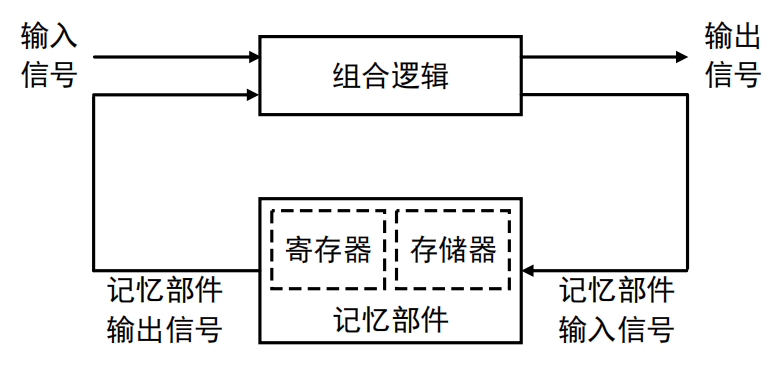 输入
信号
组合逻辑
输出
信号
寄存器
存储器
记忆部件
记忆部件
输出信号
记忆部件
输入信号